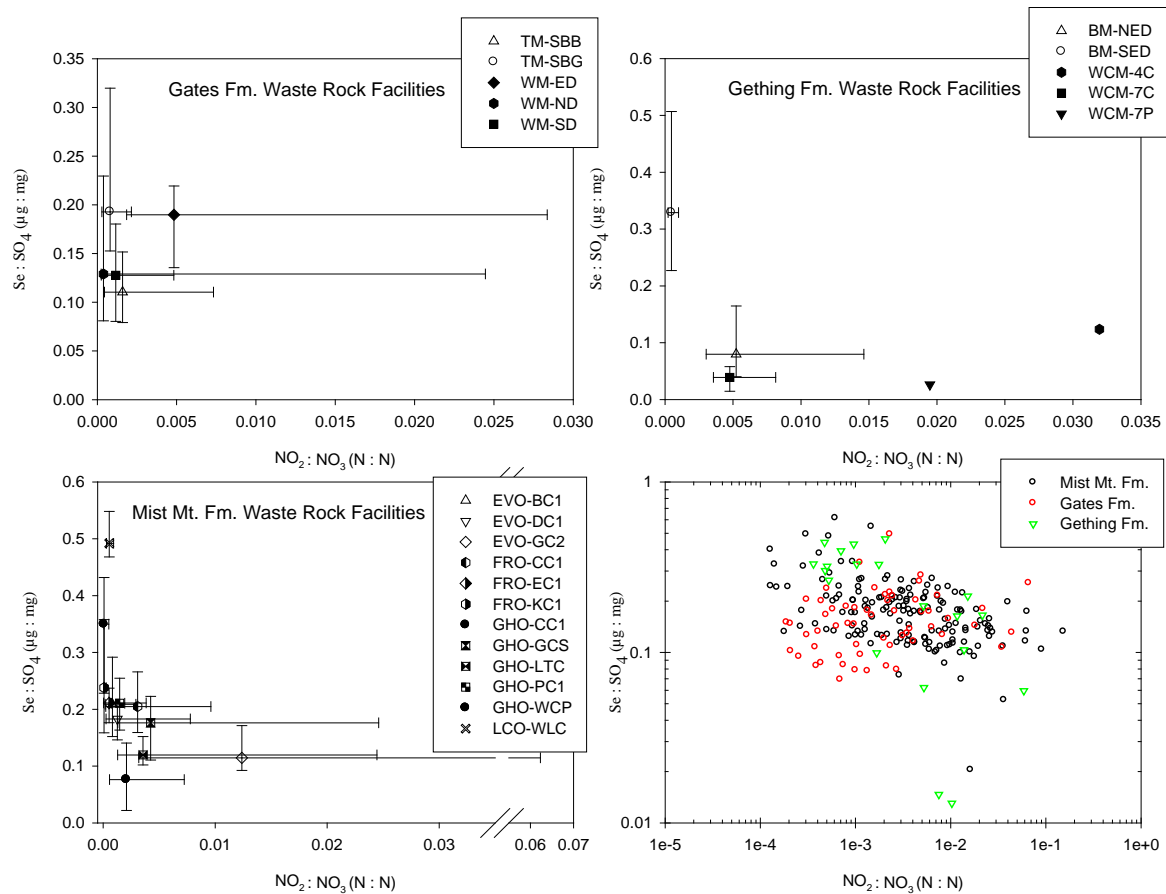 TM-SBB
TM-SBG
WM-ED
WM-ND
WM-SD
Gates Fm. Waste Rock Facilities
0.35
0.30
0.25
0.20
0.15
0.10
0.05
0.00
Se : SO4 (µg : mg)
0.000 0.005 0.010 0.015 0.020 0.025 0.030
NO2 : NO3 (N : N)
BM-NED
BM-SED
WCM-4C
WCM-7C
WCM-7P
Gething Fm. Waste Rock Facilities
0.6
0.5
0.4
0.3
0.2
0.1
0.0
Se : SO4 (µg : mg)
0.000 0.005 0.010 0.015 0.020 0.025 0.030 0.035
NO2 : NO3 (N : N)
Mist Mt. Fm. Waste Rock Facilities
EVO-BC1
EVO-DC1
EVO-GC2
FRO-CC1
FRO-EC1
FRO-KC1
GHO-CC1
GHO-GCS
GHO-LTC
GHO-PC1
GHO-WCP
LCO-WLC
0.6
0.5
0.4
0.3
0.2
0.1
0.0
Se : SO4 (µg : mg)
0.00 0.01 0.02 0.03 0.06 0.07
NO2 : NO3 (N : N)
Mist Mt. Fm.
Gates Fm.
Gething Fm.
1
0.1
0.01
Se : SO4 (µg : mg)
1e-5 1e-4 1e-3 1e-2 1e-1 1e+0
NO2 : NO3 (N : N)